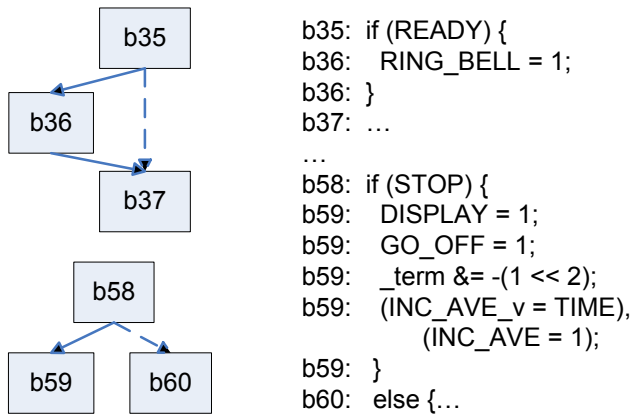 b35
b36
b37
b58
b59
b60
b35: if (READY) {
b36: RING_BELL = 1;
b36: }
b37: …
…
b58: if (STOP) {
b59: DISPLAY = 1;
b59: GO_OFF = 1;
b59: _term &= -(1 << 2);
b59: (INC_AVE_v = TIME),
(INC_AVE = 1);
b59: }
b60: else {…